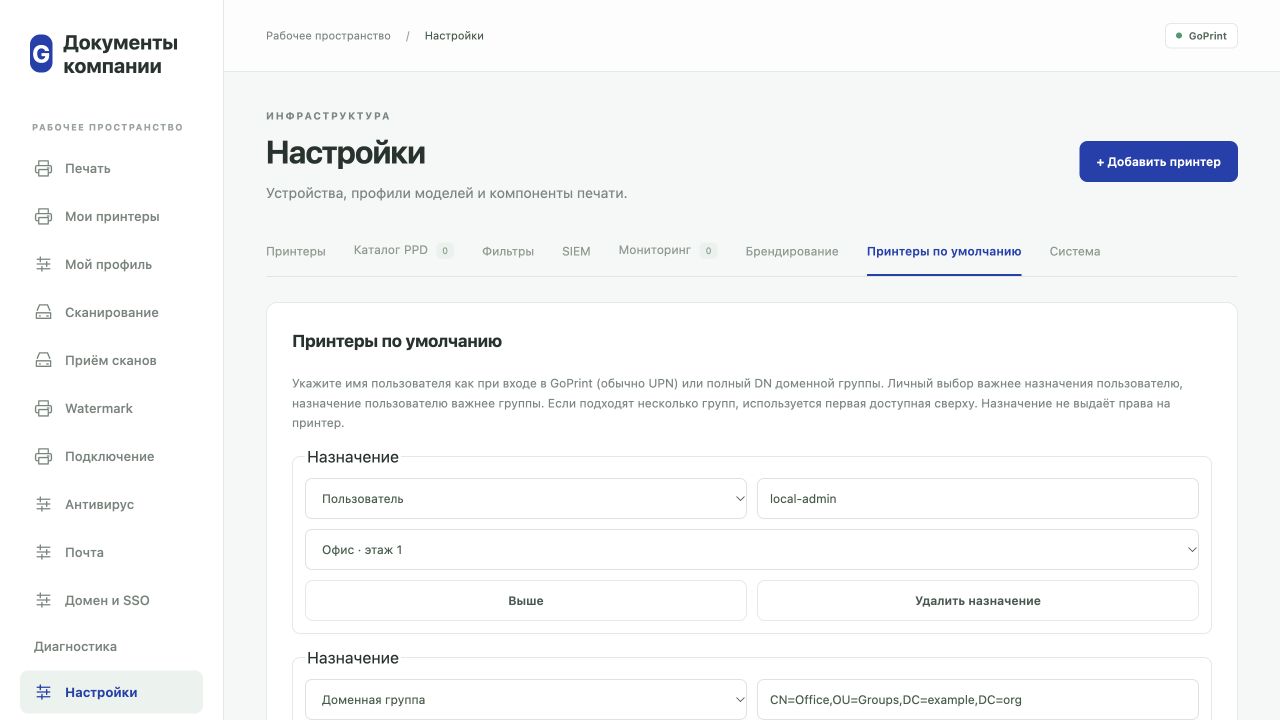 G
Документы
компании
РАБОЧЕЕ ПРОСТРАНСТВО
Печать
Мои принтеры
Мой профиль
Сканирование
Приём сканов
Watermark
Подключение
Антивирус
Почта
Домен и SSO
Диагностика
Настройки
Рабочее пространство / Настройки
GoPrint
ИНФРАСТРУКТУРА
Настройки
Устройства, профили моделей и компоненты печати.
+ Добавить принтер
Принтеры Каталог PPD 0 Фильтры SIEM Мониторинг 0 Брендирование Принтеры по умолчанию Система
Принтеры по умолчанию
Укажите имя пользователя как при входе в GoPrint (обычно UPN) или полный DN доменной группы. Личный выбор важнее назначения пользователю,
назначение пользователю важнее группы. Если подходят несколько групп, используется первая доступная сверху. Назначение не выдаёт права на
принтер.
Назначение
Пользователь local-admin
Офис · этаж 1
Выше Удалить назначение
Назначение
Доменная группа CN=Office,OU=Groups,DC=example,DC=org